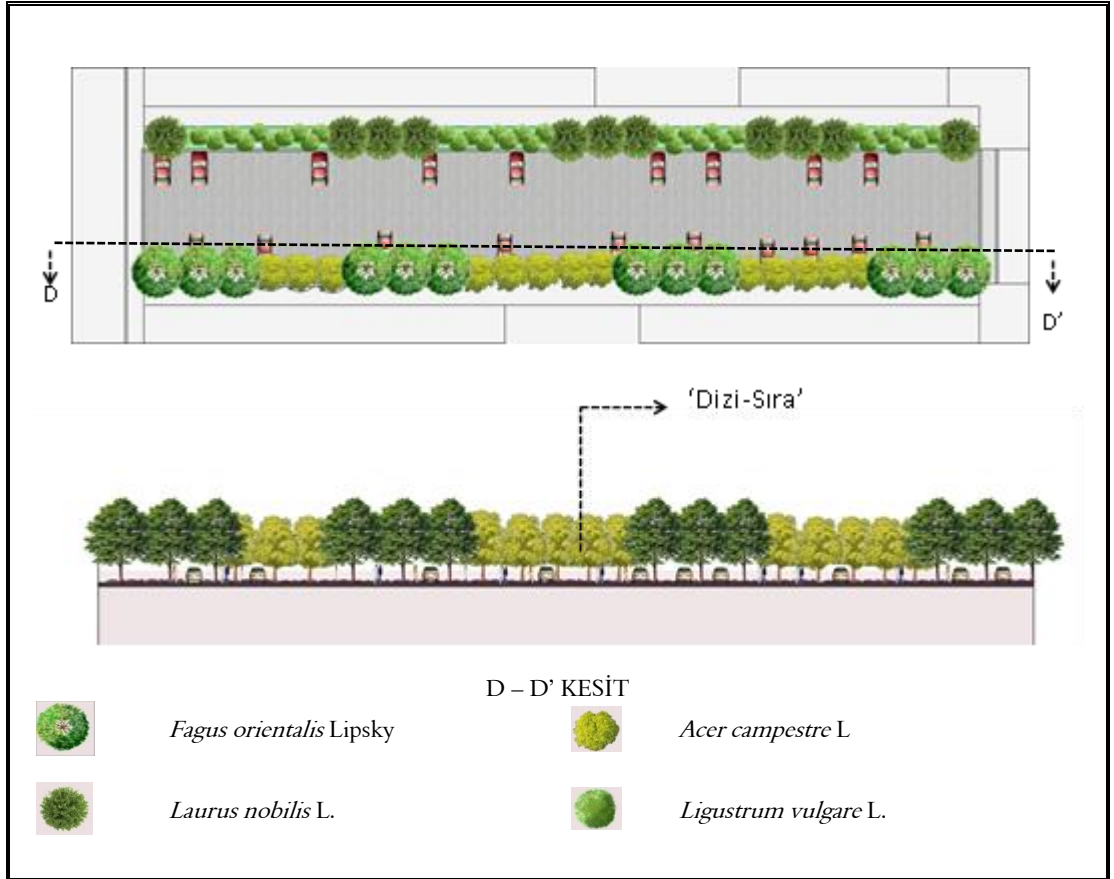 D
D'
'Dizi-Sıra'
D – D' KESİT
Fagus orientalis Lipsky
Acer campestre L
Laurus nobilis L.
Ligustrum vulgare L.